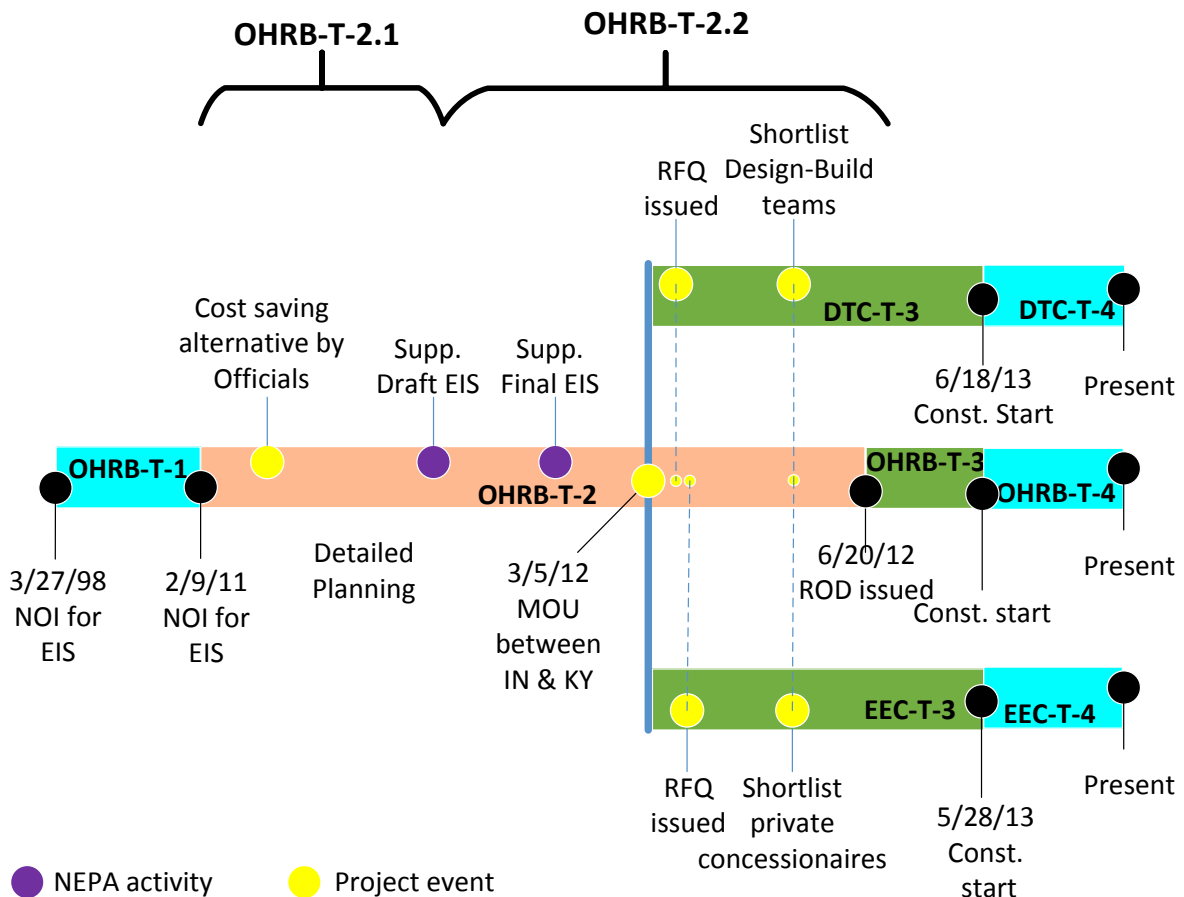 OHRB-T-2.1
OHRB-T-2.2
Shortlist
Design-Build
teams
RFQ
issued
DTC-T-3
DTC-T-4
6/18/13
Const. Start
Present
Cost saving
alternative by
Officials
Supp.
Draft EIS
Supp.
Final EIS
OHRB-T-1
OHRB-T-2
OHRB-T-3
OHRB-T-4
3/27/98
NOI for
EIS
2/9/11
NOI for
EIS
Detailed
Planning
3/5/12
MOU
between
IN & KY
6/20/12
ROD issued
Const. start
Present
EEC-T-3
EEC-T-4
RFQ
issued
Shortlist
private
concessionaires
5/28/13
Const.
start
Present
NEPA activity
Project event